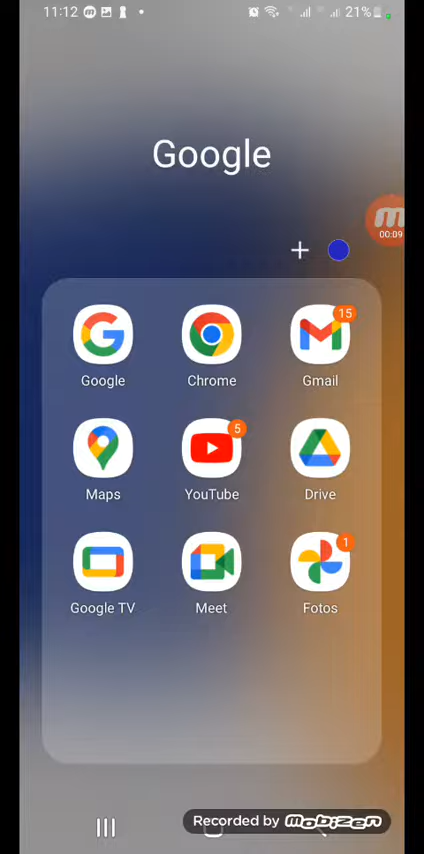 11:12 21%
Google
00:09
15
Google Chrome Gmail
5
Maps YouTube Drive
1
Google TV Meet Fotos
Recorded by mobizen